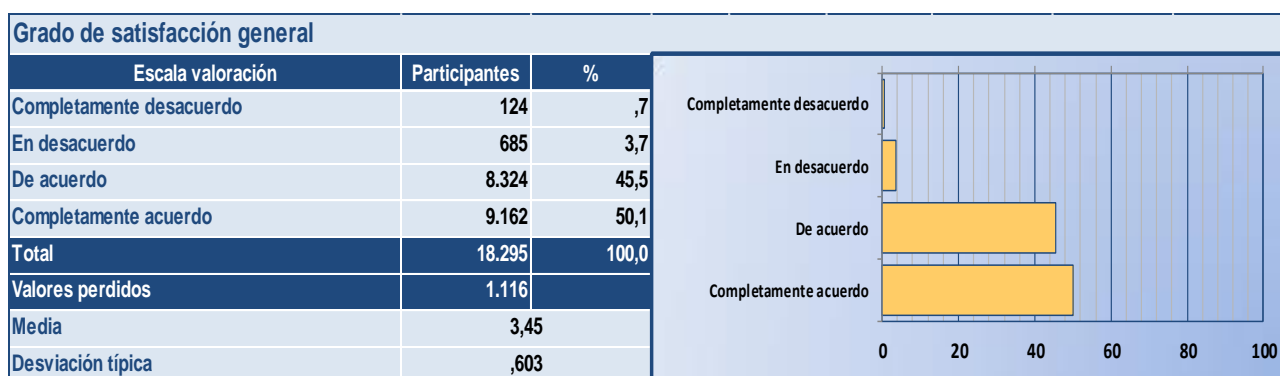 Grado de satisfacción general
Escala valoración Participantes %
Completamente desacuerdo 124 ,7
En desacuerdo 685 3,7
De acuerdo 8.324 45,5
Completamente acuerdo 9.162 50,1
Total 18.295 100,0
Valores perdidos 1.116
Media 3,45
Desviación típica ,603
Completamente desacuerdo
En desacuerdo
De acuerdo
Completamente acuerdo
0 20 40 60 80 100